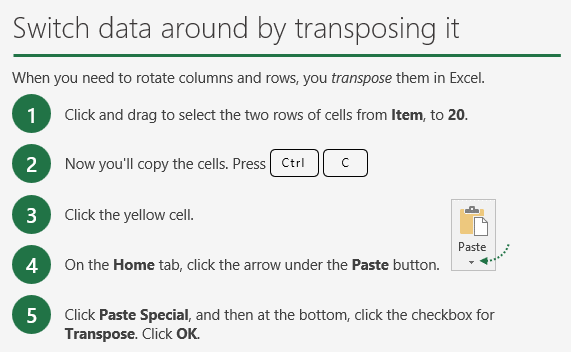 Switch data around by transposing it
When you need to rotate columns and rows, you transpose them in Excel.
1 Click and drag to select the two rows of cells from Item, to 20.
2 Now you'll copy the cells. Press Ctrl C
3 Click the yellow cell.
Paste
4 On the Home tab, click the arrow under the Paste button.
5 Click Paste Special, and then at the bottom, click the checkbox for
Transpose. Click OK.